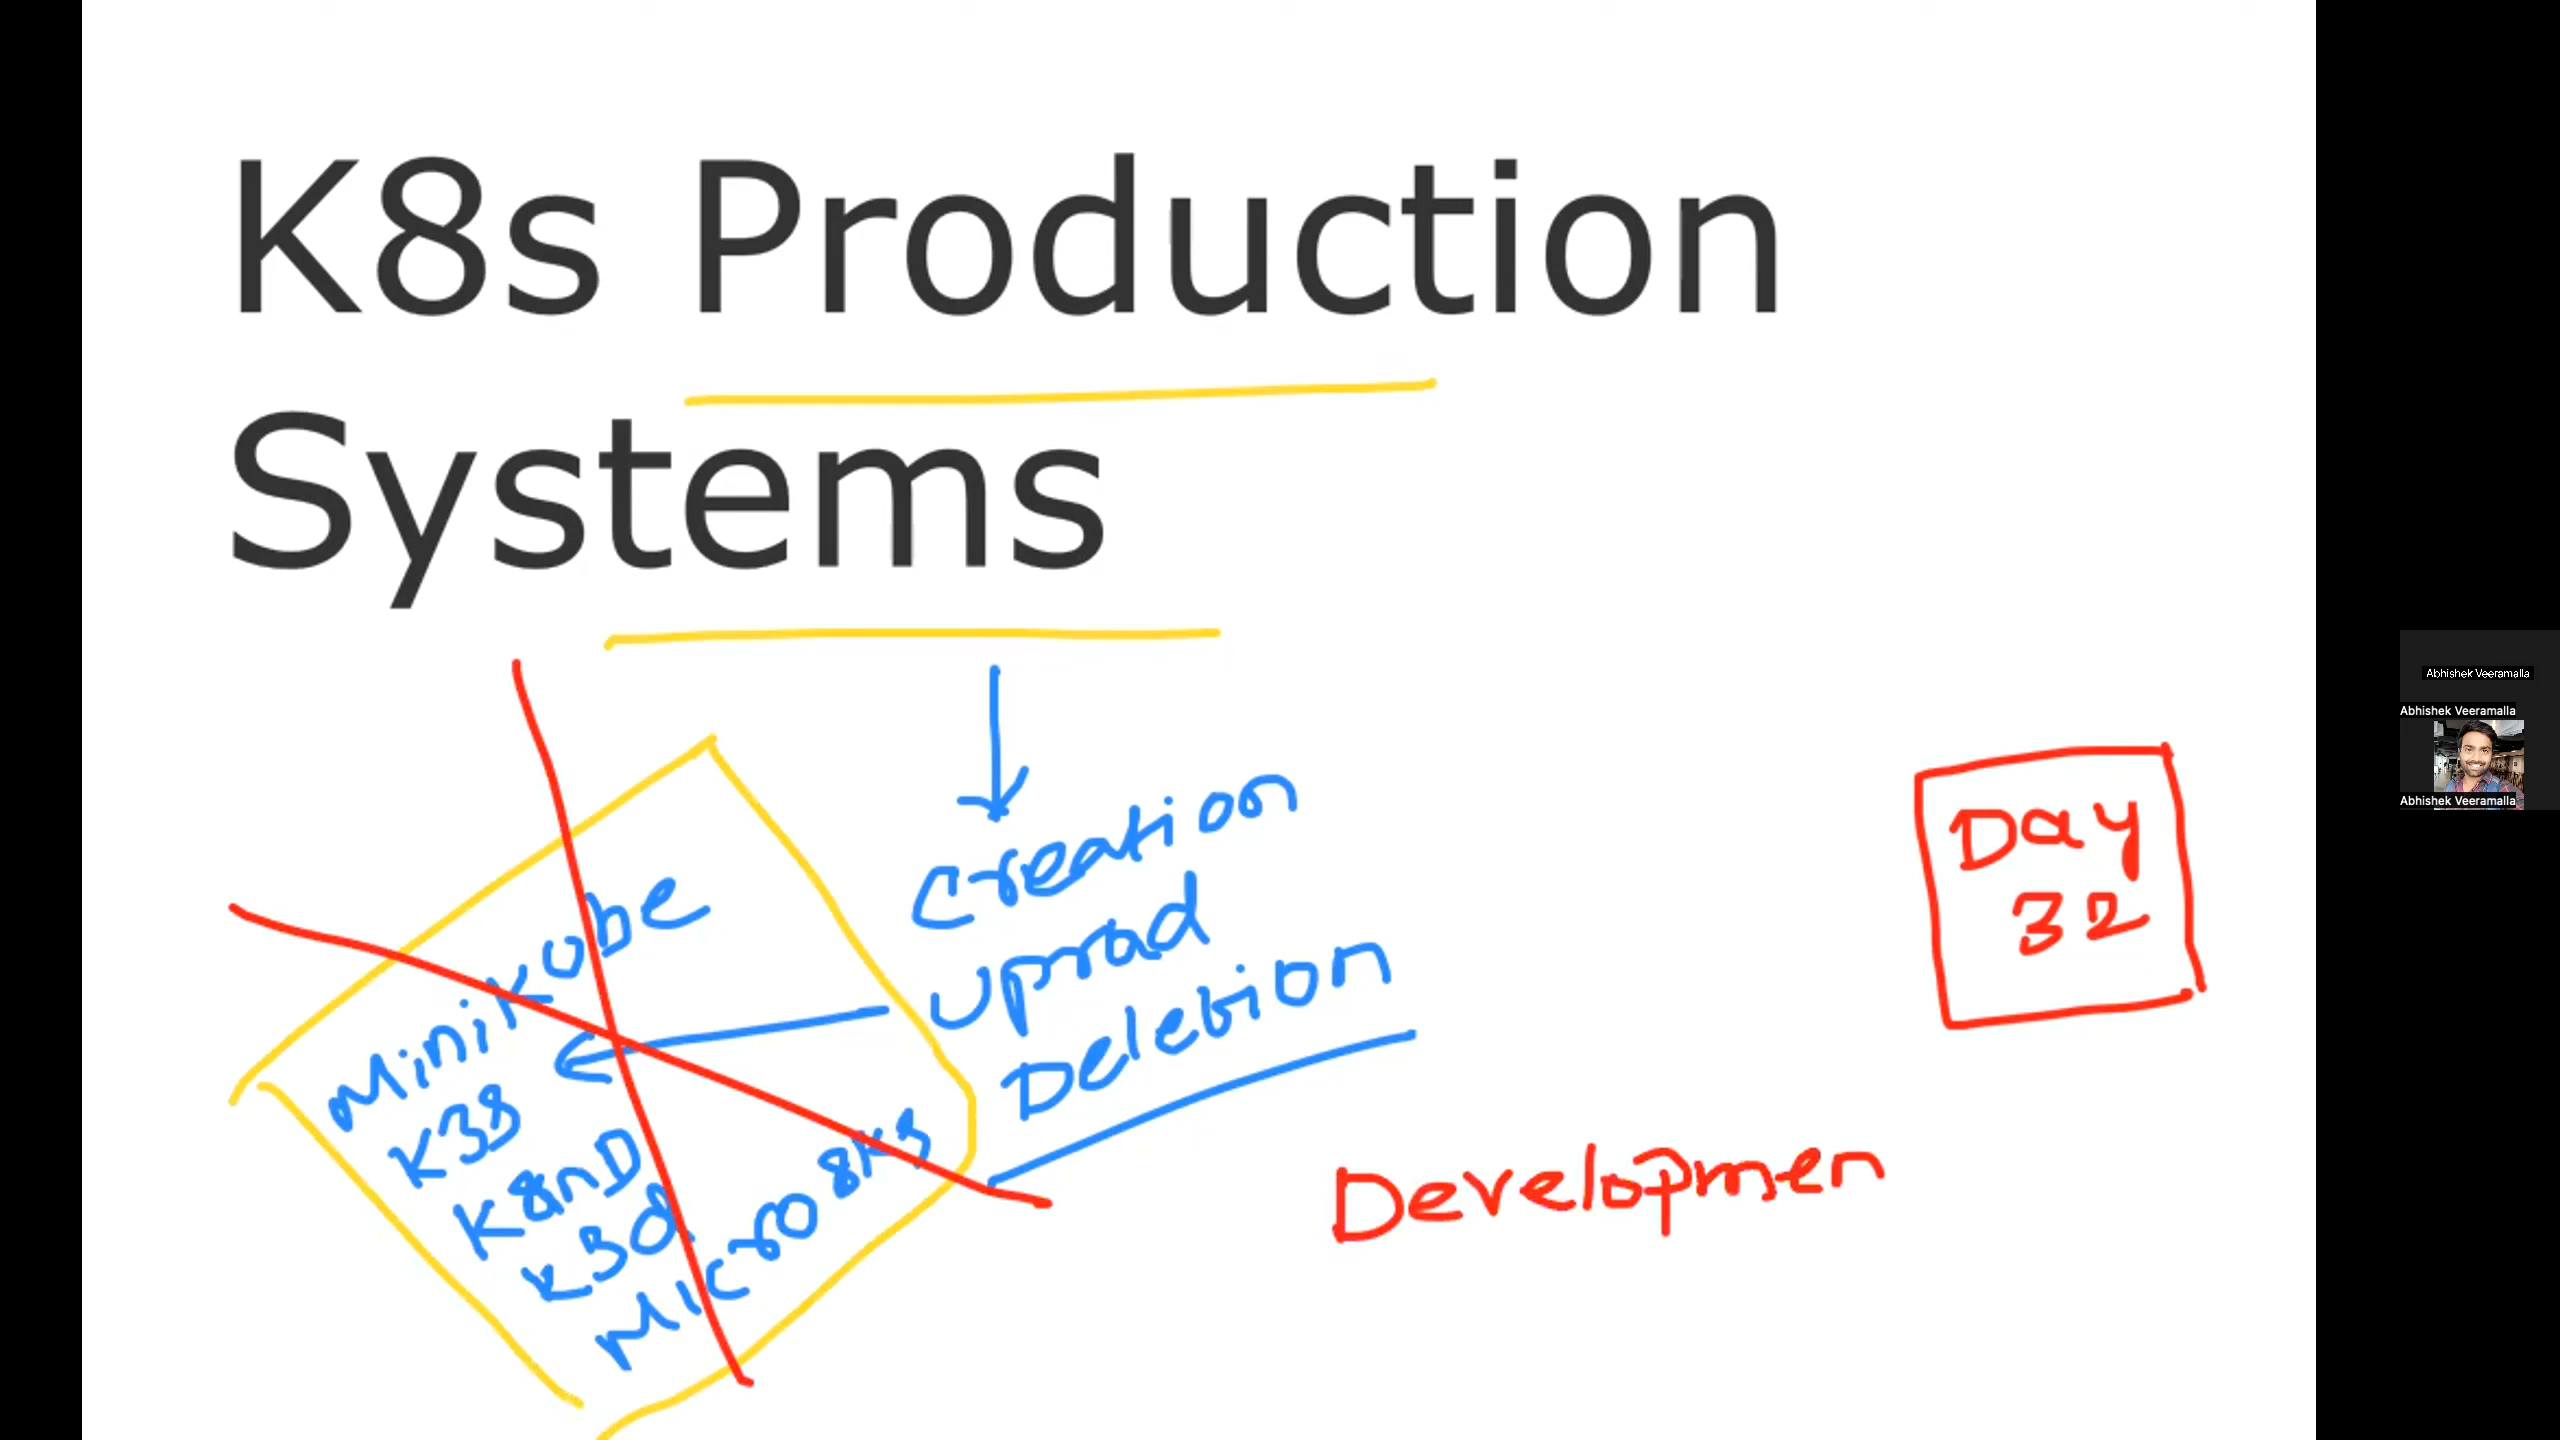 K8s Production
Systems
Creation
Uprad
Deletion
Minikube
K3s
KinD
K3d
Micro8Ks
Day
32
Developmen
Abhishek Veeramalla
Abhishek Veeramalla
Abhishek Veeramalla